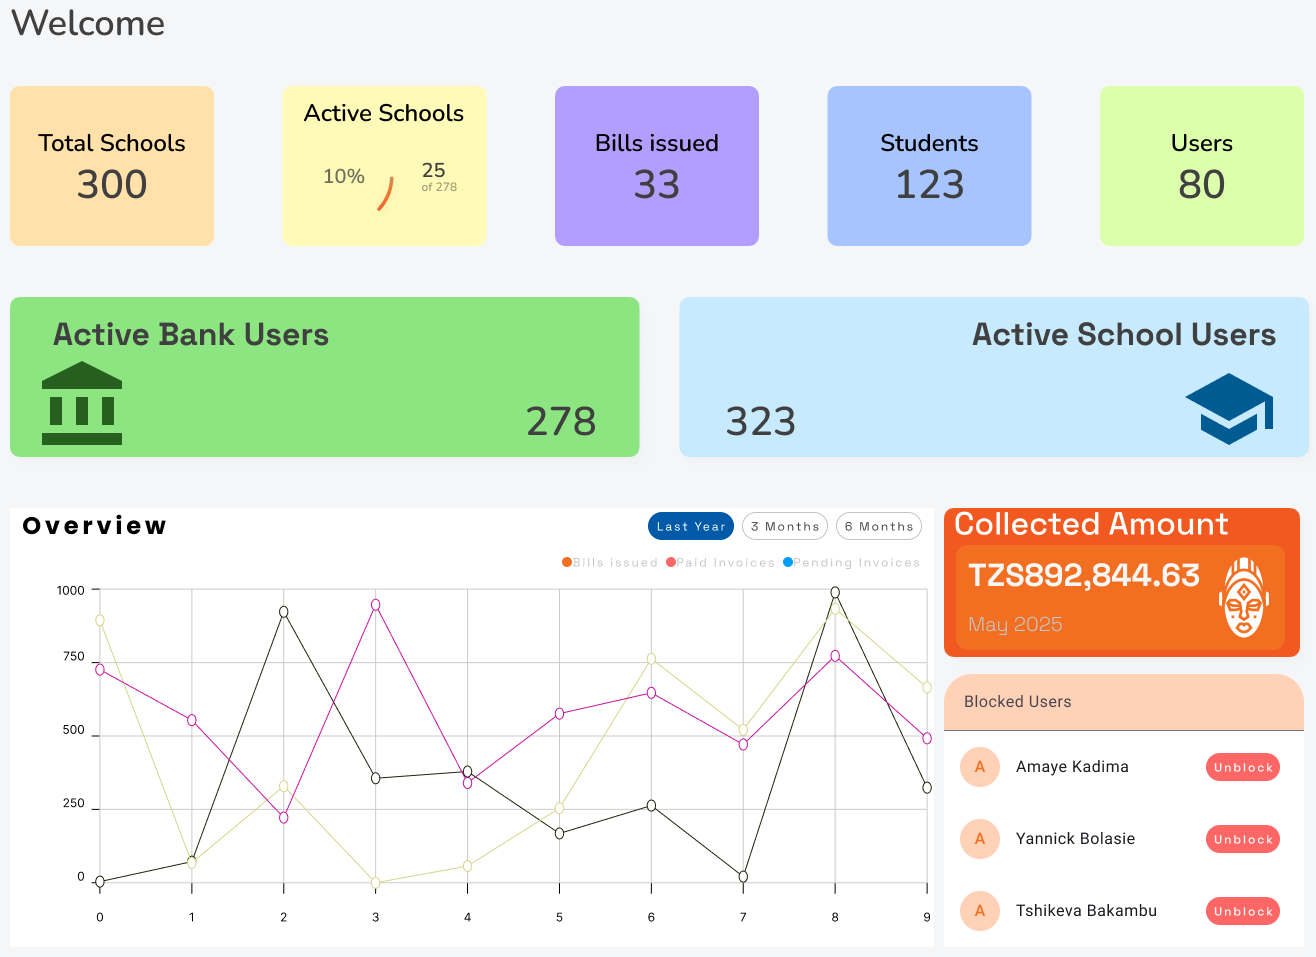 Welcome
Total Schools
300
Active Schools
10%
25
of 278
Bills issued
33
Students
123
Users
80
Active Bank Users
278
Active School Users
323
Overview
Last Year
3 Months
6 Months
Bills issued
Paid Invoices
Pending Invoices
1000
750
500
250
0
0 1 2 3 4 5 6 7 8 9
Collected Amount
TZS892,844.63
May 2025
Blocked Users
A Amaye Kadima Unblock
A Yannick Bolasie Unblock
A Tshikeva Bakambu Unblock